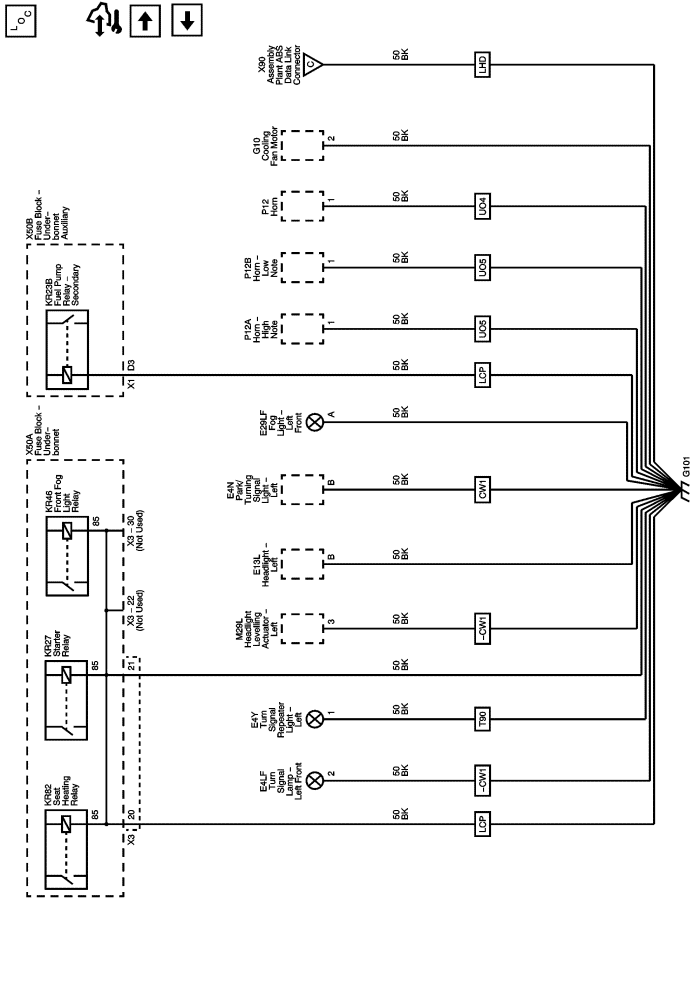 LOC
X90
Assembly
Plant ABS
Data Link
Connector
C
50
BK
LHD
G10
Cooling
Fan Motor
2
50
BK
P12
Horn
1
50
BK
UO4
P12B
Horn –
Low
Note
1
50
BK
UO5
P12A
Horn –
High
Note
1
50
BK
UO5
X50B
Fuse Block –
Under–
bonnet
Auxiliary
KR23B
Fuel Pump
Relay –
Secondary
D3
X1
50
BK
LCP
E29LF
Fog
Light –
Left
Front
A
50
BK
X50A
Fuse Block –
Under–
bonnet
KR46
Front Fog
Light
Relay
85
X3 – 30
(Not Used)
X3 – 22
(Not Used)
E4N
Park/
Turning
Signal
Light –
Left
B
50
BK
CW1
G101
E13L
Headlight –
Left
B
50
BK
M29L
Headlight
Levelling
Actuator –
Left
3
50
BK
–CW1
KR27
Starter
Relay
85
21
50
BK
E4Y
Turn
Signal
Repeater
Light –
Left
1
50
BK
T90
E4LF
Turn
Signal
Lamp –
Left Front
2
50
BK
–CW1
KR82
Seat
Heating
Relay
85
20
X3
50
BK
LCP